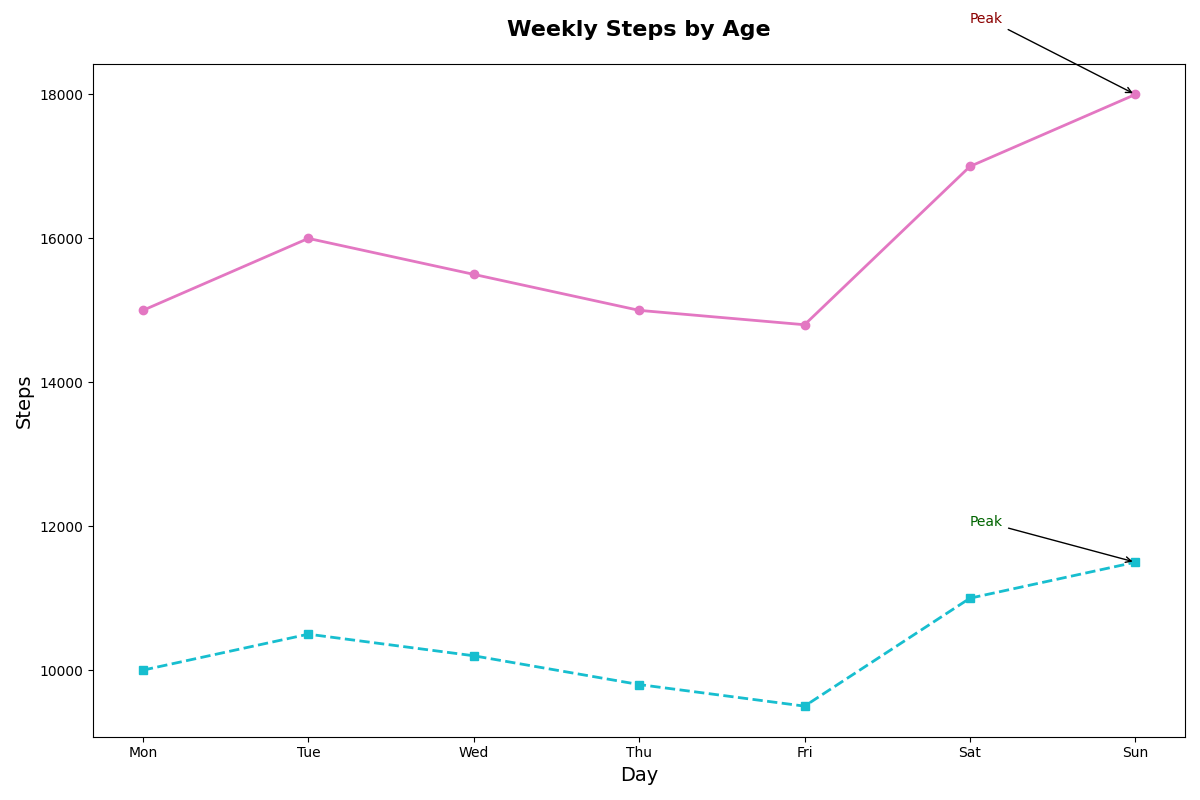 Peak
Weekly Steps by Age
18000
16000
14000
12000
10000
Steps
Peak
Mon
Tue
Wed
Thu
Fri
Sat
Sun
Day